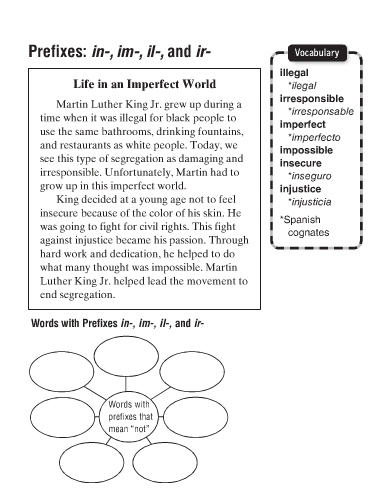 Prefixes: in-, im-, il-, and ir-
Life in an Imperfect World
Martin Luther King Jr. grew up during a
time when it was illegal for black people to
use the same bathrooms, drinking fountains,
and restaurants as white people. Today, we
see this type of segregation as damaging and
irresponsible. Unfortunately, Martin had to
grow up in this imperfect world.
King decided at a young age not to feel
insecure because of the color of his skin. He
was going to fight for civil rights. This fight
against injustice became his passion. Through
hard work and dedication, he helped to do
what many thought was impossible. Martin
Luther King Jr. helped lead the movement to
end segregation.
Vocabulary
illegal
*ilegal
irresponsible
*irresponsable
imperfect
*imperfecto
impossible
insecure
*inseguro
injustice
*injusticia
*Spanish
cognates
Words with Prefixes in-, im-, il-, and ir-
Words with
prefixes that
mean "not"